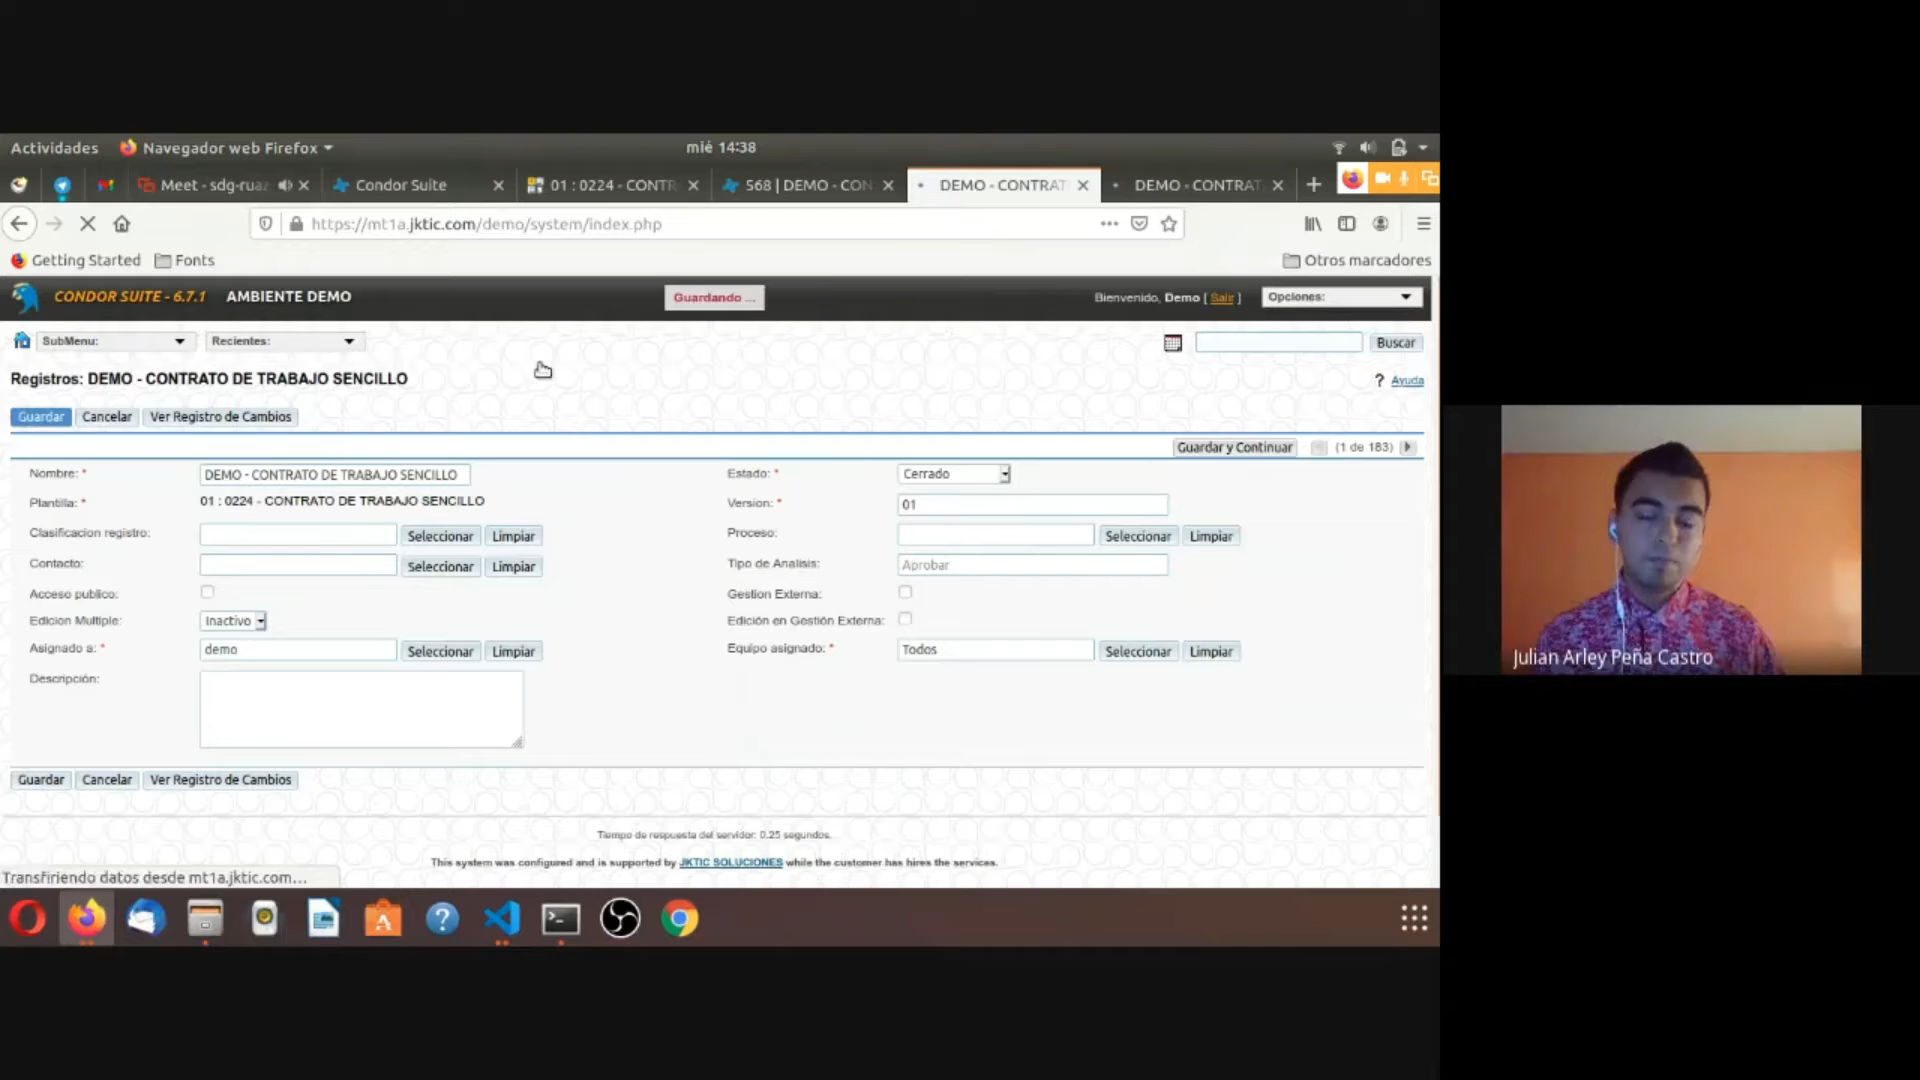 Actividades
Navegador web Firefox
mié 14:38
Meet - sdg-ruaz
Condor Suite
01 : 0224 - CONTR
568 | DEMO - CON
DEMO - CONTRAT
DEMO - CONTRAT
https://mt1a.jktic.com/demo/system/index.php
Getting Started
Fonts
Otros marcadores
CONDOR SUITE - 6.7.1
AMBIENTE DEMO
Guardando ...
Bienvenido, Demo [ Salir ]
Opciones:
SubMenu:
Recientes:
Buscar
Registros: DEMO - CONTRATO DE TRABAJO SENCILLO
? Ayuda
Guardar
Cancelar
Ver Registro de Cambios
Guardar y Continuar
(1 de 183)
Nombre: *
DEMO - CONTRATO DE TRABAJO SENCILLO
Estado: *
Cerrado
Plantilla: *
01 : 0224 - CONTRATO DE TRABAJO SENCILLO
Version: *
01
Clasificacion registro:
Seleccionar
Limpiar
Proceso:
Seleccionar
Limpiar
Contacto:
Seleccionar
Limpiar
Tipo de Analisis:
Aprobar
Acceso publico:
Gestion Externa:
Edicion Multiple:
Inactivo
Edición en Gestión Externa:
Asignado a: *
demo
Seleccionar
Limpiar
Equipo asignado: *
Todos
Seleccionar
Limpiar
Descripción:
Guardar
Cancelar
Ver Registro de Cambios
Tiempo de respuesta del servidor: 0.25 segundos.
This system was configured and is supported by JKTIC SOLUCIONES while the customer has hires the services.
Transfiriendo datos desde mt1a.jktic.com...
Julian Arley Peña Castro